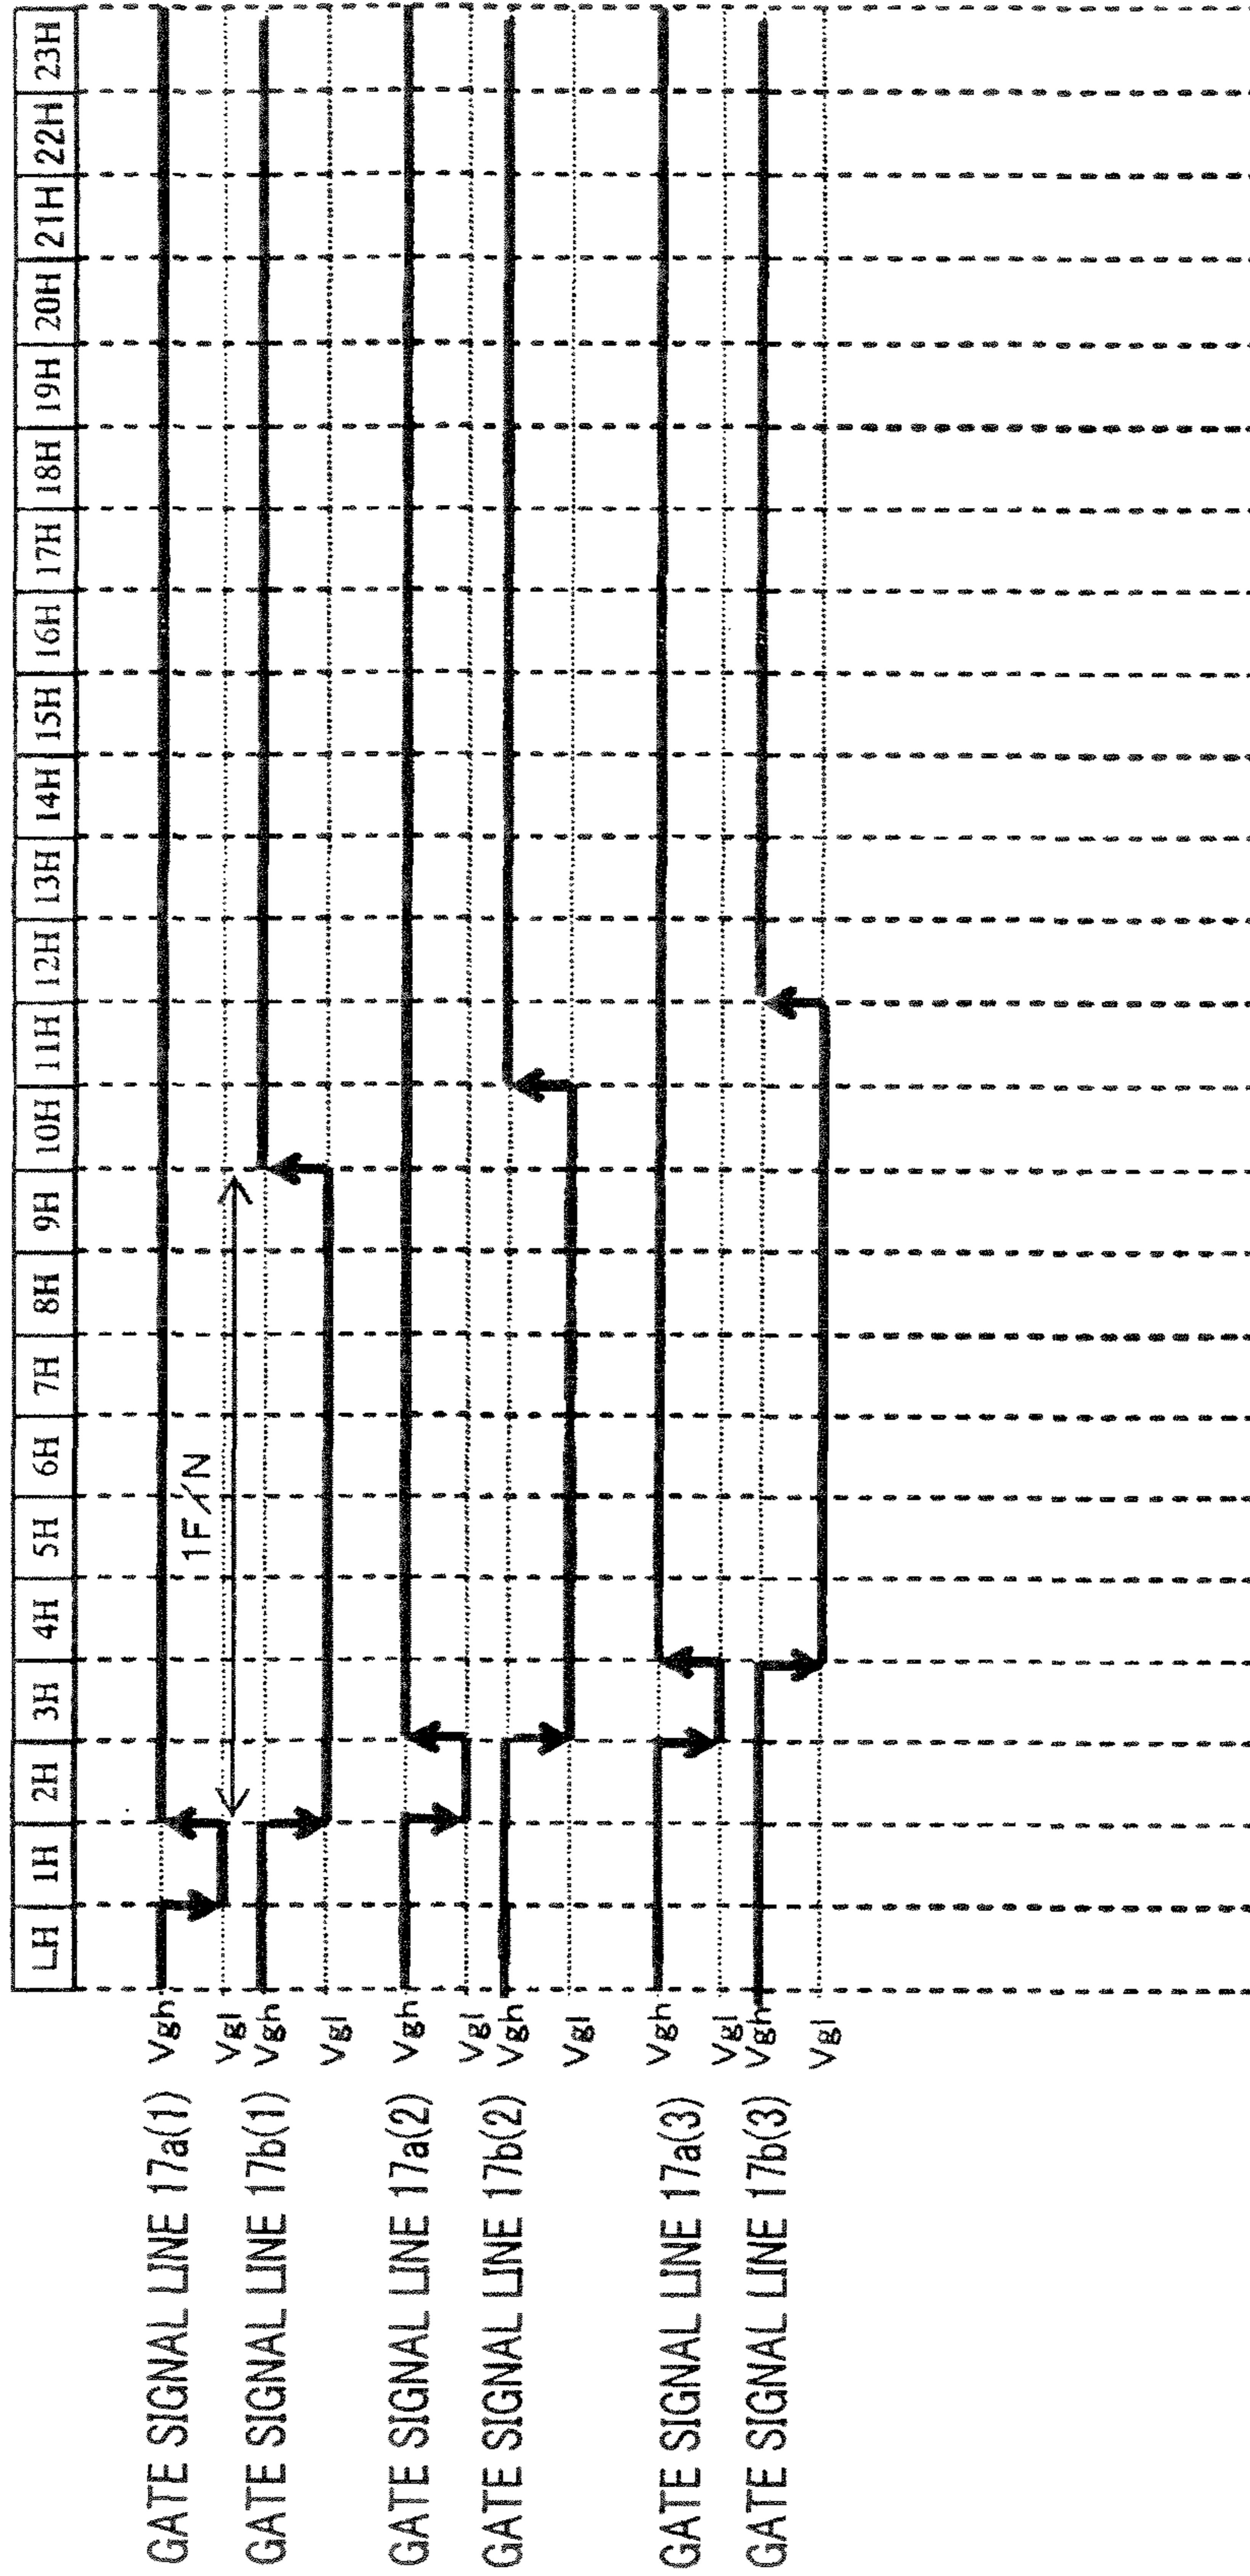 LH 1H 2H 3H 4H 5H 6H 7H 8H 9H 10H 11H 12H 13H 14H 15H 16H 17H 18H 19H 20H 21H 22H 23H
GATE SIGNAL LINE 17a(1) Vgh
1F/N
Vgl
GATE SIGNAL LINE 17b(1) Vgh
Vgl
GATE SIGNAL LINE 17a(2) Vgh
Vgl
GATE SIGNAL LINE 17b(2) Vgh
Vgl
GATE SIGNAL LINE 17a(3) Vgh
Vgl
GATE SIGNAL LINE 17b(3) Vgh
Vgl